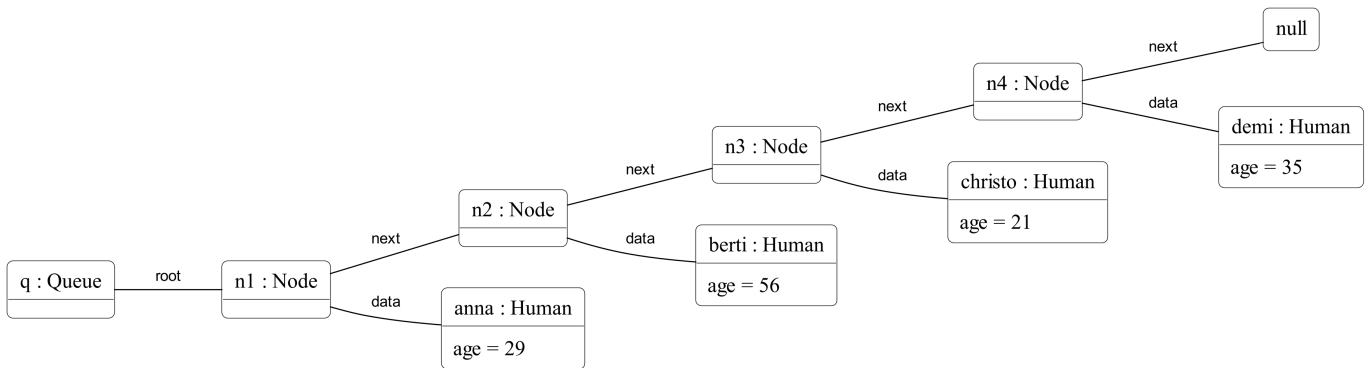 null
next
n4 : Node
next
data
demi : Human
age = 35
n3 : Node
next
data
christo : Human
age = 21
n2 : Node
next
data
berti : Human
age = 56
q : Queue
root
n1 : Node
data
anna : Human
age = 29